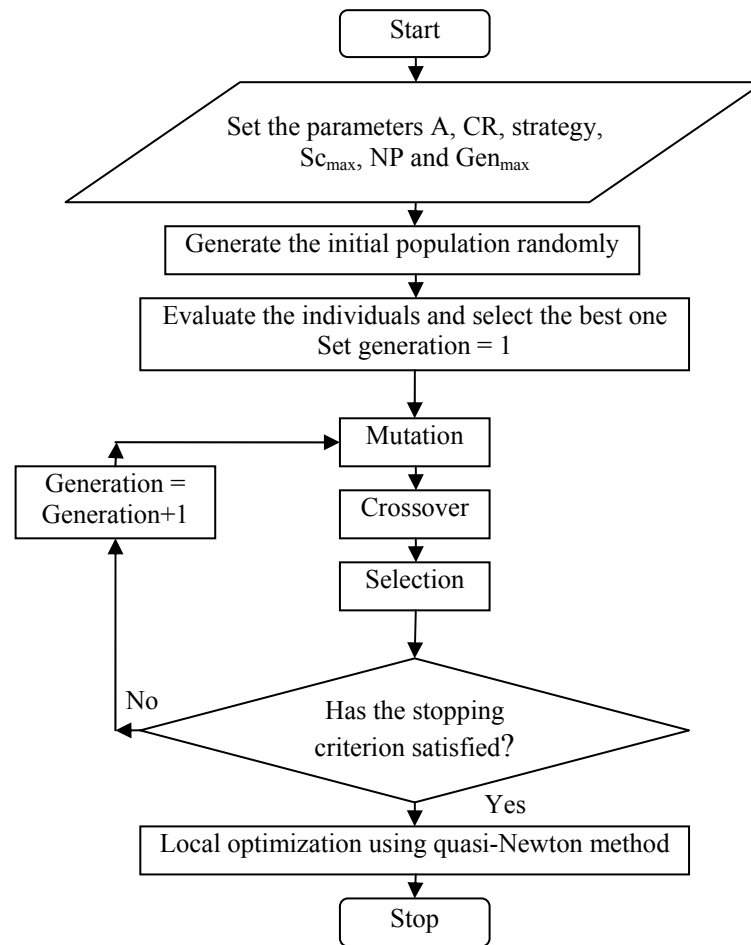 Start
Set the parameters A, CR, strategy,
Sc_max, NP and Gen_max
Generate the initial population randomly
Evaluate the individuals and select the best one
Set generation = 1
Mutation
Generation =
Generation+1
Crossover
Selection
No
Has the stopping
criterion satisfied?
Yes
Local optimization using quasi-Newton method
Stop